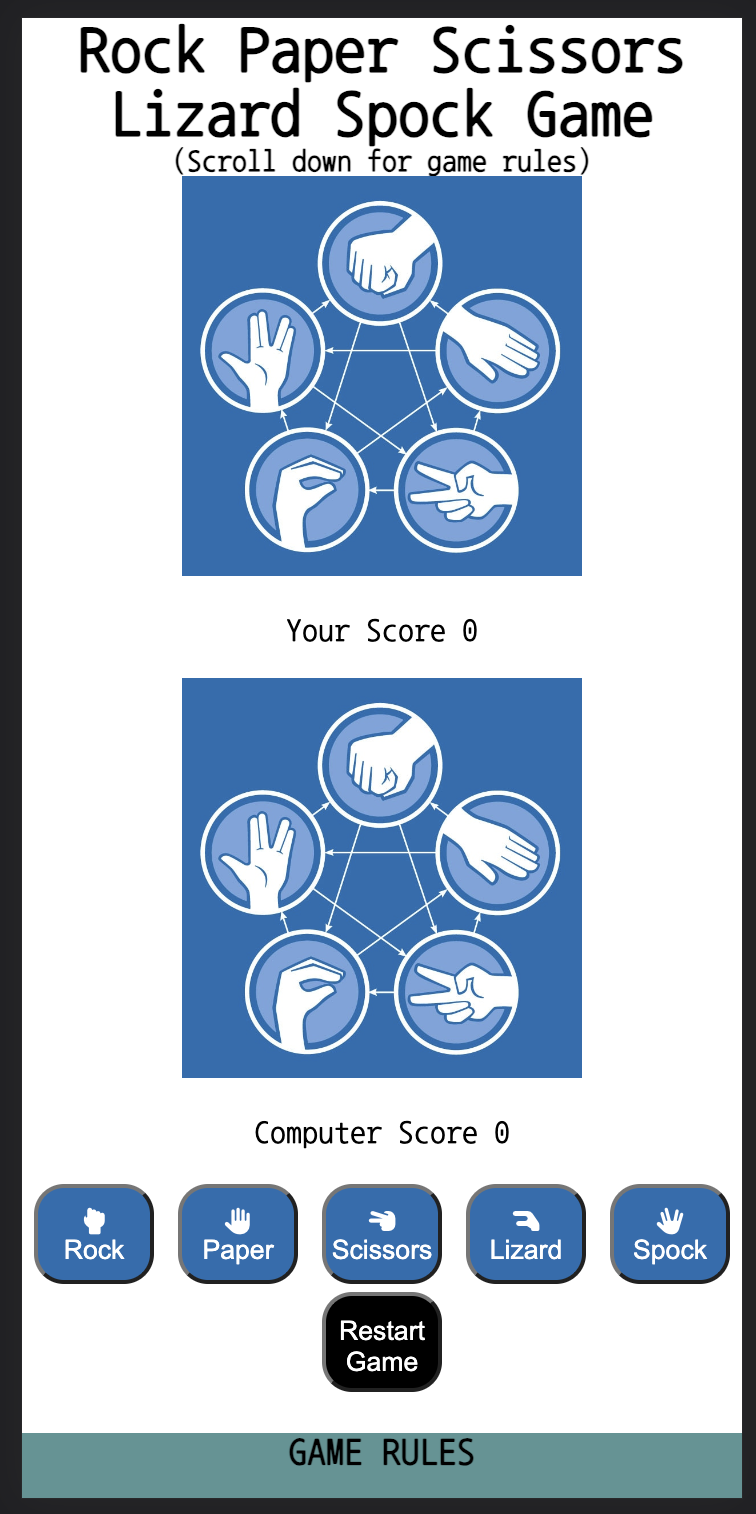 Rock Paper Scissors
Lizard Spock Game
(Scroll down for game rules)
Your Score 0
Computer Score 0
Rock
Paper
Scissors
Lizard
Spock
Restart
Game
GAME RULES